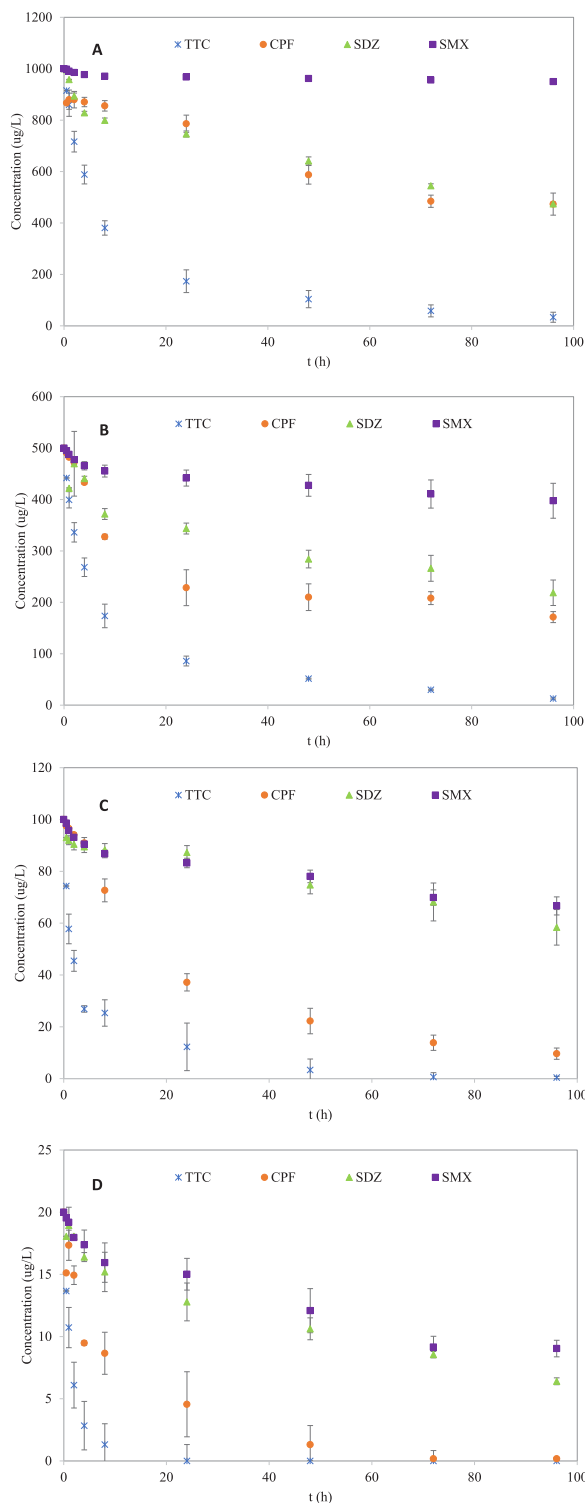 1200
A
TTC CPF SDZ SMX
1000
800
600
400
200
0
Concentration (ug/L)
0 20 40 60 80 100
t (h)
600
B
TTC CPF SDZ SMX
500
400
300
200
100
0
Concentration (ug/L)
0 20 40 60 80 100
t (h)
120
C
TTC CPF SDZ SMX
100
80
60
40
20
0
Concentration (ug/L)
0 20 40 60 80 100
t (h)
25
D
TTC CPF SDZ SMX
20
15
10
5
0
Concentration (ug/L)
0 20 40 60 80 100
t (h)